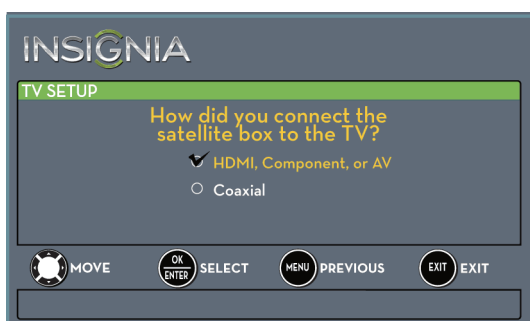 INSIGNIA
TV SETUP
How did you connect the
satellite box to the TV?
HDMI, Component, or AV
Coaxial
MOVE
OK
ENTER
SELECT
MENU
PREVIOUS
EXIT
EXIT